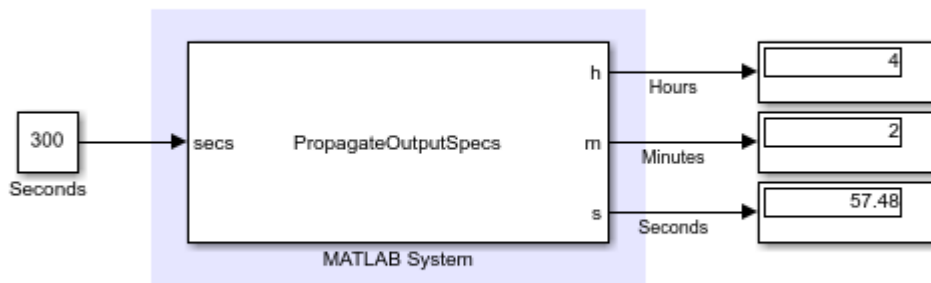 300
Seconds
secs
PropagateOutputSpecs
h
m
s
MATLAB System
Hours
Minutes
Seconds
4
2
57.48